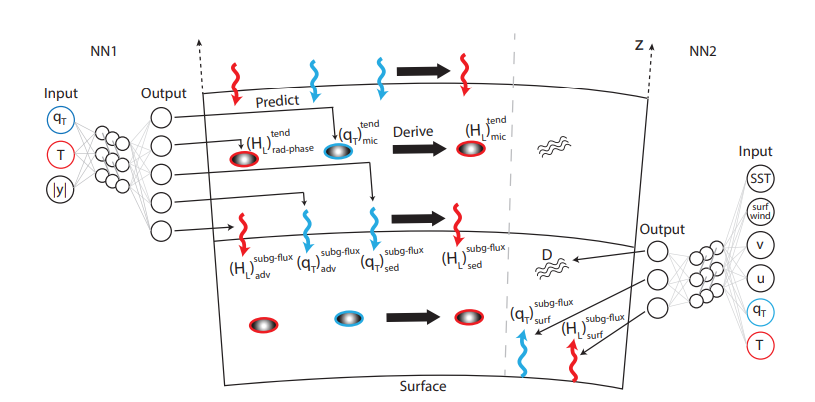 NN1
Z
NN2
Input
Output
Predict
q_T
T
|y|
(H_L)^tend_rad-phase
(q_T)^tend_mic
Derive
(H_L)^tend_mic
(H_L)^subg-flux_adv
(q_T)^subg-flux_adv
(q_T)^subg-flux_sed
(H_L)^subg-flux_sed
D
(q_T)^subg-flux_surf
(H_L)^subg-flux_surf
Output
Input
SST
surf
wind
v
u
q_T
T
Surface